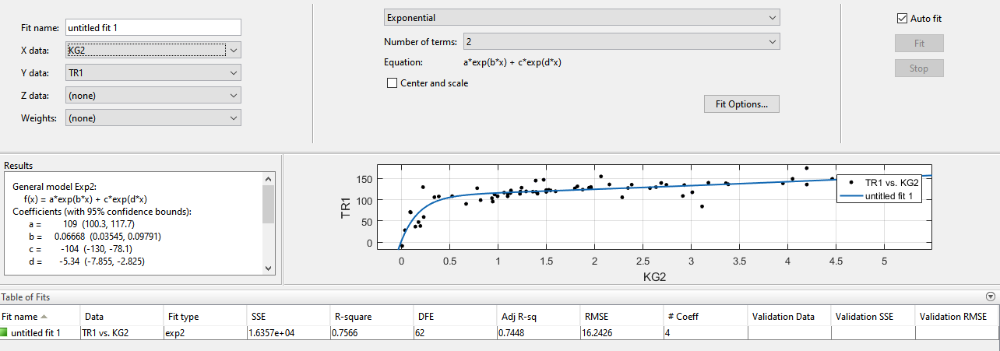 Fit name: untitled fit 1
X data: KG2
Y data: TR1
Z data: (none)
Weights: (none)
Exponential
Number of terms: 2
Equation: a*exp(b*x) + c*exp(d*x)
Center and scale
Fit Options...
Auto fit
Fit
Stop
Results
General model Exp2:
f(x) = a*exp(b*x) + c*exp(d*x)
Coefficients (with 95% confidence bounds):
a = 109 (100.3, 117.7)
b = 0.06668 (0.03545, 0.09791)
c = -104 (-130, -78.1)
d = -5.34 (-7.855, -2.825)
TR1
150
100
50
0
0 0.5 1 1.5 2 2.5 3 3.5 4 4.5 5
KG2
TR1 vs. KG2
untitled fit 1
Table of Fits
Fit name Data Fit type SSE R-square DFE Adj R-sq RMSE # Coeff Validation Data Validation SSE Validation RMSE
untitled fit 1 TR1 vs. KG2 exp2 1.6357e+04 0.7566 62 0.7448 16.2426 4